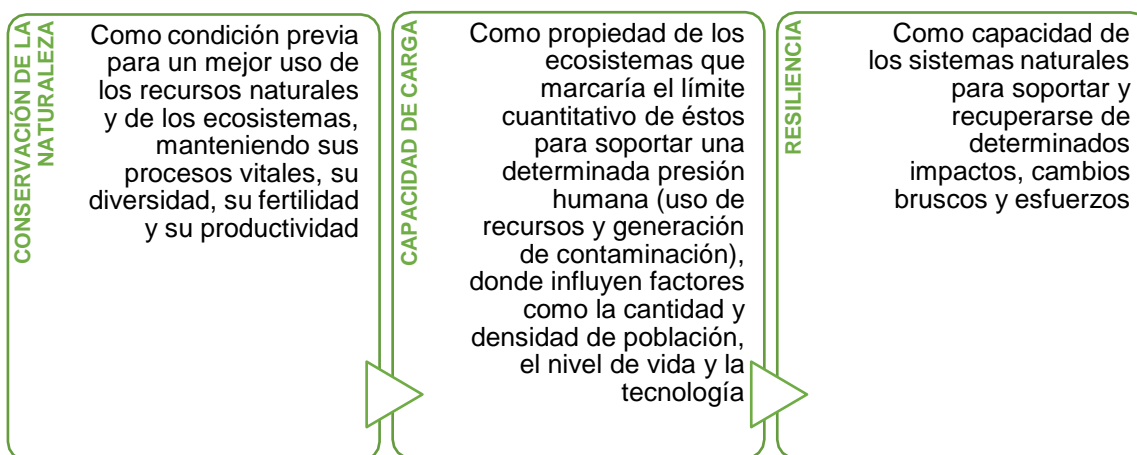 CONSERVACIÓN DE LA
NATURALEZA
Como condición previa
para un mejor uso de
los recursos naturales
y de los ecosistemas,
manteniendo sus
procesos vitales, su
diversidad, su fertilidad
y su productividad
CAPACIDAD DE CARGA
Como propiedad de los
ecosistemas que
marcaría el límite
cuantitativo de éstos
para soportar una
determinada presión
humana (uso de
recursos y generación
de contaminación),
donde influyen factores
como la cantidad y
densidad de población,
el nivel de vida y la
tecnología
RESILIENCIA
Como capacidad de
los sistemas naturales
para soportar y
recuperarse de
determinados
impactos, cambios
bruscos y esfuerzos